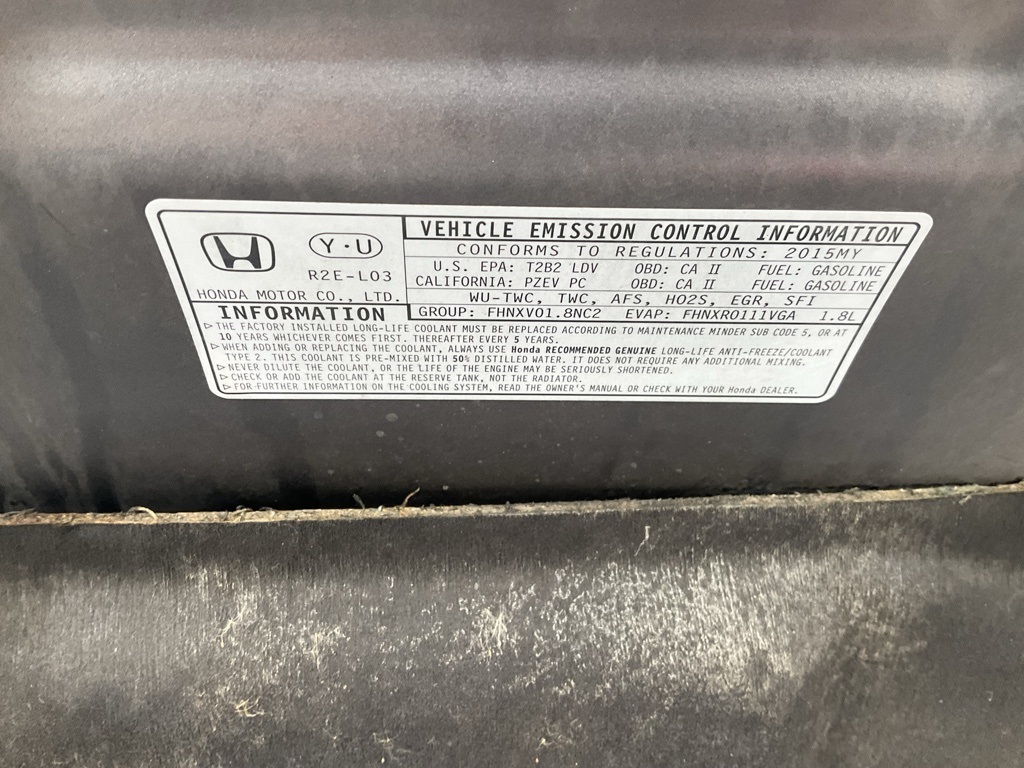 Y·U
R2E-L03
HONDA MOTOR CO., LTD.
VEHICLE EMISSION CONTROL INFORMATION
CONFORMS TO REGULATIONS: 2015MY
U.S. EPA: T2B2 LDV OBD: CA II FUEL: GASOLINE
CALIFORNIA: PZEV PC OBD: CA II FUEL: GASOLINE
WU-TWC, TWC, AFS, HO2S, EGR, SFI
GROUP: FHNXV01.8NC2 EVAP: FHNXR0111VGA 1.8L
INFORMATION
▷THE FACTORY INSTALLED LONG-LIFE COOLANT MUST BE REPLACED ACCORDING TO MAINTENANCE MINDER SUB CODE 5, OR AT
10 YEARS WHICHEVER COMES FIRST. THEREAFTER EVERY 5 YEARS.
▷WHEN ADDING OR REPLACING THE COOLANT, ALWAYS USE Honda RECOMMENDED GENUINE LONG-LIFE ANTI-FREEZE/COOLANT
TYPE 2. THIS COOLANT IS PRE-MIXED WITH 50% DISTILLED WATER. IT DOES NOT REQUIRE ANY ADDITIONAL MIXING.
▷NEVER DILUTE THE COOLANT, OR THE LIFE OF THE ENGINE MAY BE SERIOUSLY SHORTENED.
▷CHECK OR ADD THE COOLANT AT THE RESERVE TANK, NOT THE RADIATOR.
▷FOR FURTHER INFORMATION ON THE COOLING SYSTEM, READ THE OWNER'S MANUAL OR CHECK WITH YOUR Honda DEALER.